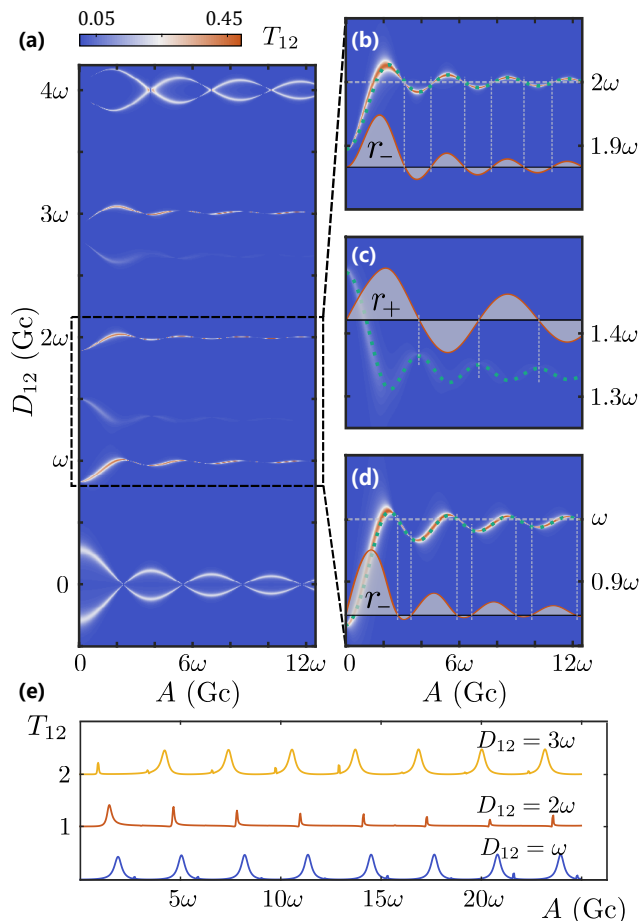 (a)
0.05
0.45
T₁₂
4ω
3ω
2ω
ω
0
D₁₂ (Gc)
0
6ω
12ω
A (Gc)
(b)
r₋
2ω
1.9ω
(c)
r₊
1.4ω
1.3ω
(d)
r₋
ω
0.9ω
0
6ω
12ω
A (Gc)
(e)
T₁₂
2
1
D₁₂ = 3ω
D₁₂ = 2ω
D₁₂ = ω
5ω
10ω
15ω
20ω
A (Gc)